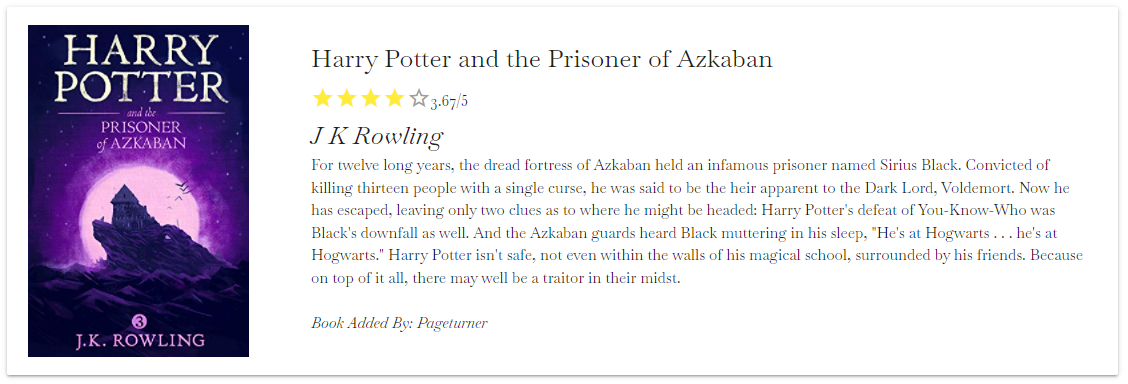 HARRY
POTTER
and the
PRISONER
of AZKABAN
3
J.K. ROWLING
Harry Potter and the Prisoner of Azkaban
3.67/5
J K Rowling
For twelve long years, the dread fortress of Azkaban held an infamous prisoner named Sirius Black. Convicted of
killing thirteen people with a single curse, he was said to be the heir apparent to the Dark Lord, Voldemort. Now he
has escaped, leaving only two clues as to where he might be headed: Harry Potter's defeat of You-Know-Who was
Black's downfall as well. And the Azkaban guards heard Black muttering in his sleep, "He's at Hogwarts . . . he's at
Hogwarts." Harry Potter isn't safe, not even within the walls of his magical school, surrounded by his friends. Because
on top of it all, there may well be a traitor in their midst.
Book Added By: Pageturner